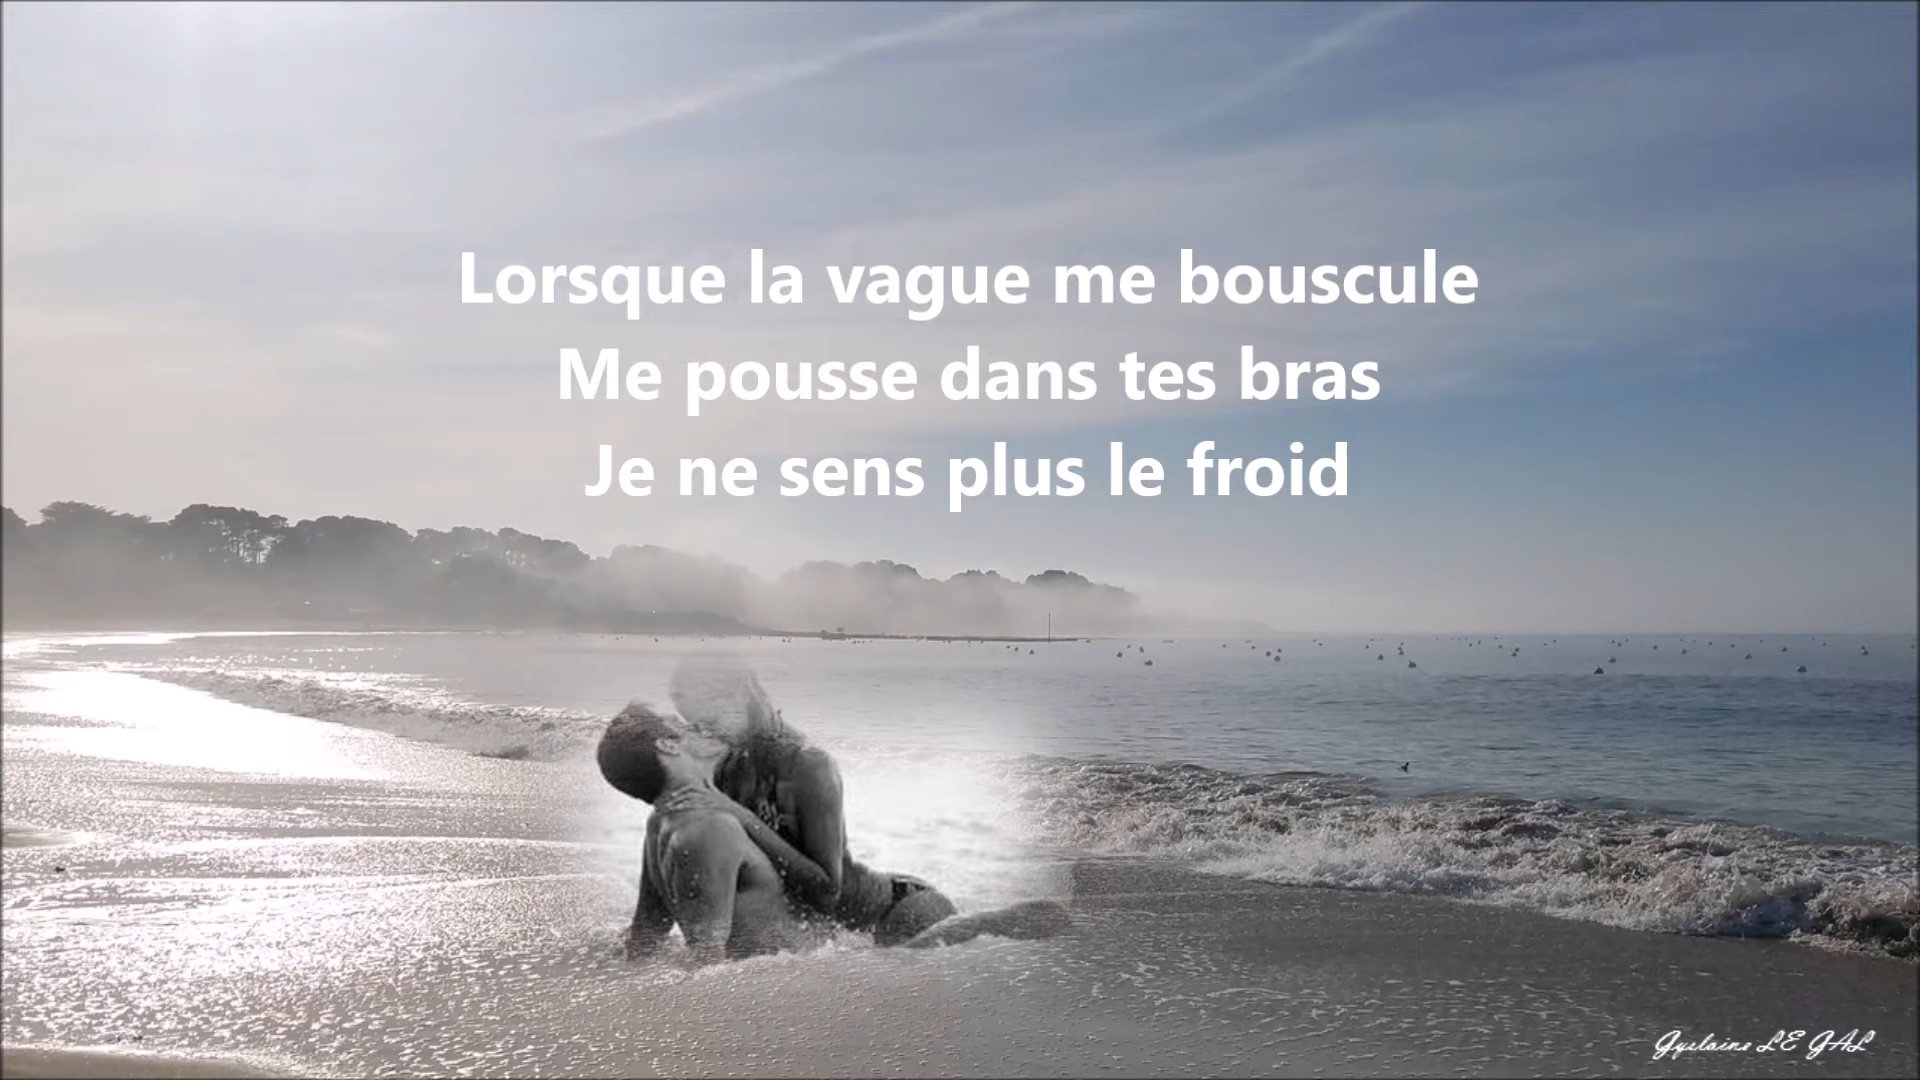 Lorsque la vague me bouscule
Me pousse dans tes bras
Je ne sens plus le froid
Gyslaine LE GAL